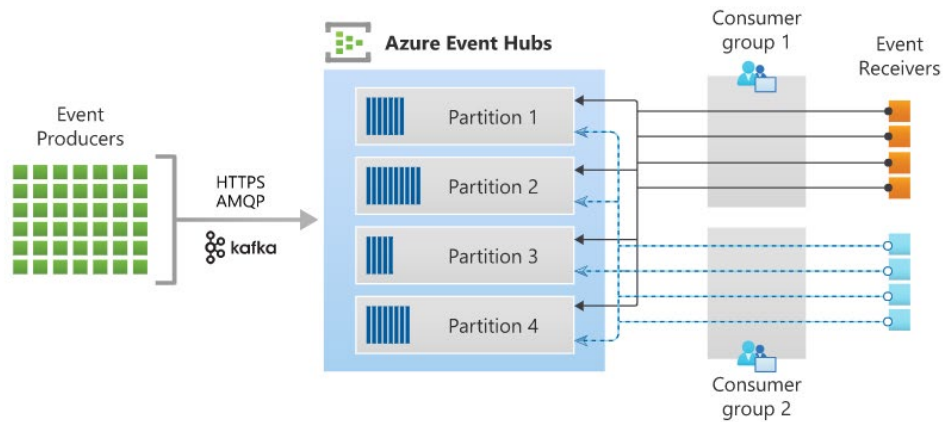 Azure Event Hubs
Event
Producers
HTTPS
AMQP
kafka
Partition 1
Partition 2
Partition 3
Partition 4
Consumer
group 1
Event
Receivers
Consumer
group 2